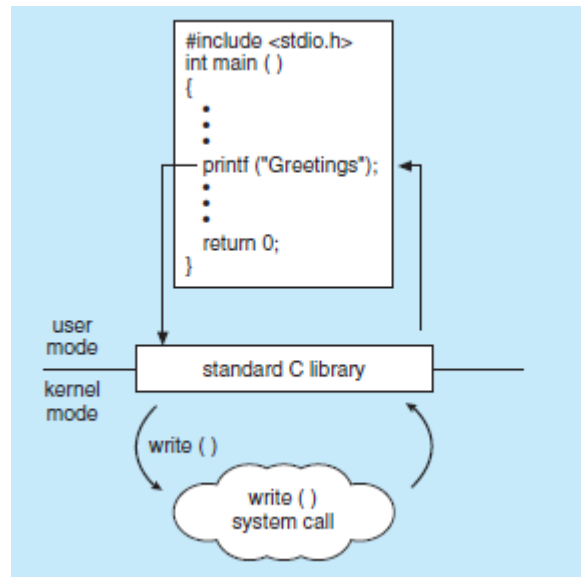 #include <stdio.h>
int main ( )
{
•
•
•
printf ("Greetings");
•
•
•
return 0;
}
user
mode
standard C library
kernel
mode
write ( )
write ( )
system call